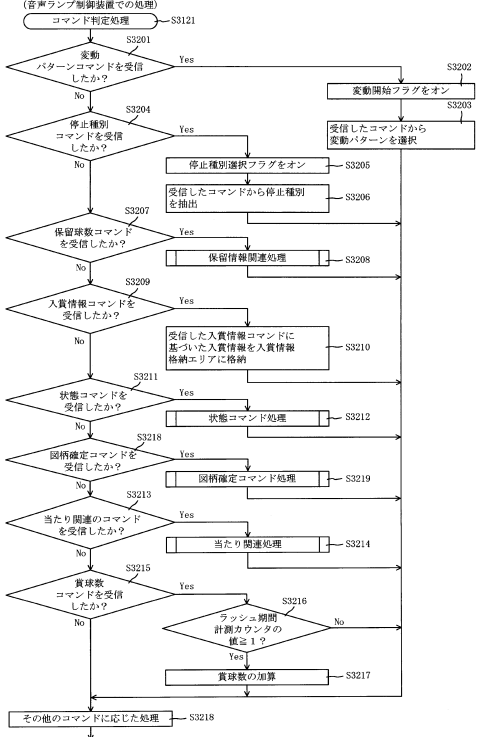 (音声ランプ制御装置での処理)
コマンド判定処理
S3121
S3201
変動
パターンコマンドを受信
したか?
Yes
No
S3202
変動開始フラグをオン
S3203
受信したコマンドから
変動パターンを選択
S3204
停止種別
コマンドを受信
したか?
Yes
No
停止種別選択フラグをオン
S3205
受信したコマンドから停止種別
を抽出
S3206
S3207
保留球数コマンド
を受信したか?
Yes
No
保留情報関連処理
S3208
S3209
入賞情報コマンドを
受信したか?
Yes
No
受信した入賞情報コマンドに
基づいた入賞情報を入賞情報
格納エリアに格納
S3210
S3211
状態コマンドを
受信したか?
Yes
No
状態コマンド処理
S3212
S3218
図柄確定コマンドを
受信したか?
Yes
No
図柄確定コマンド処理
S3219
S3213
当たり関連のコマンド
を受信したか?
Yes
No
当たり関連処理
S3214
S3215
賞球数
コマンドを受信
したか?
Yes
No
S3216
ラッシュ期間
計測カウンタの
値≧1?
No
Yes
賞球数の加算
S3217
その他のコマンドに応じた処理
S3218